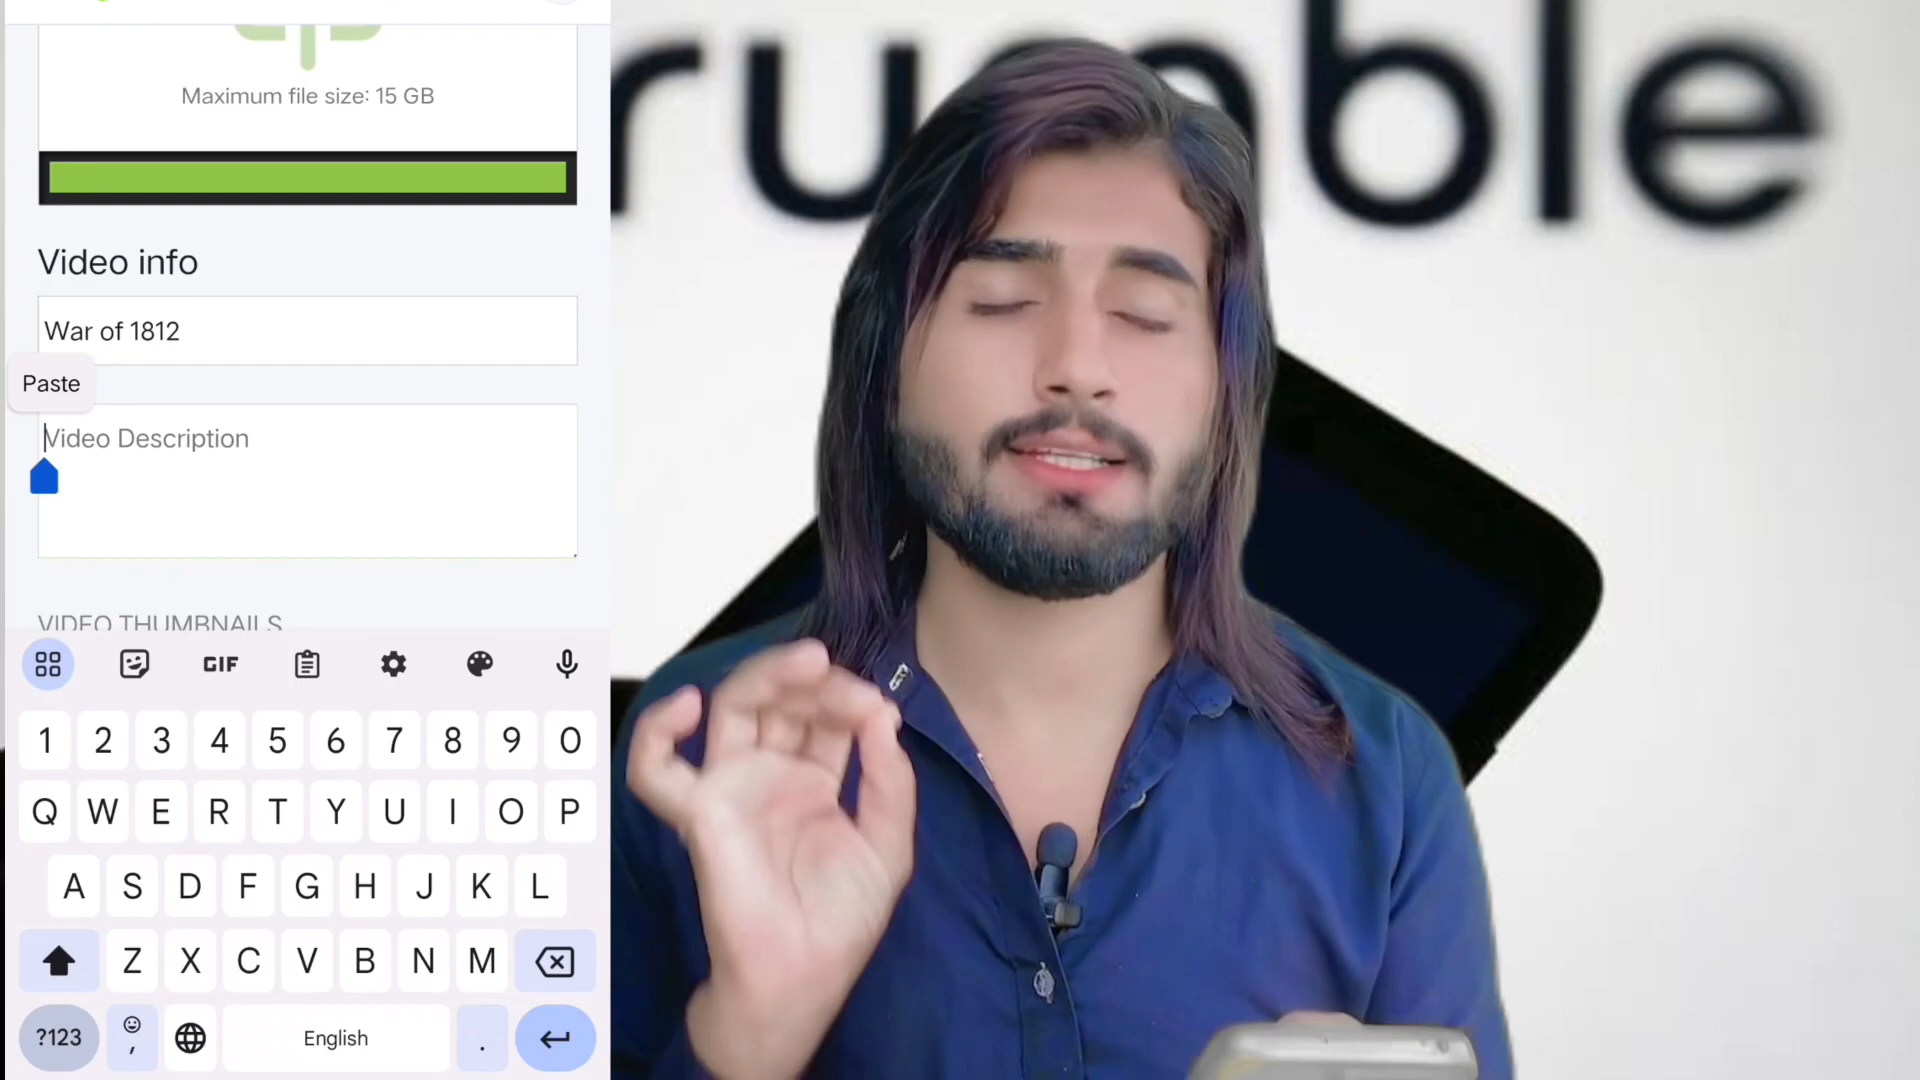 Maximum file size: 15 GB
rumble
Video info
War of 1812
Paste
Video Description
VIDEO THUMBNAILS
GIF
1 2 3 4 5 6 7 8 9 0
Q W E R T Y U I O P
A S D F G H J K L
Z X C V B N M
?123 , English .